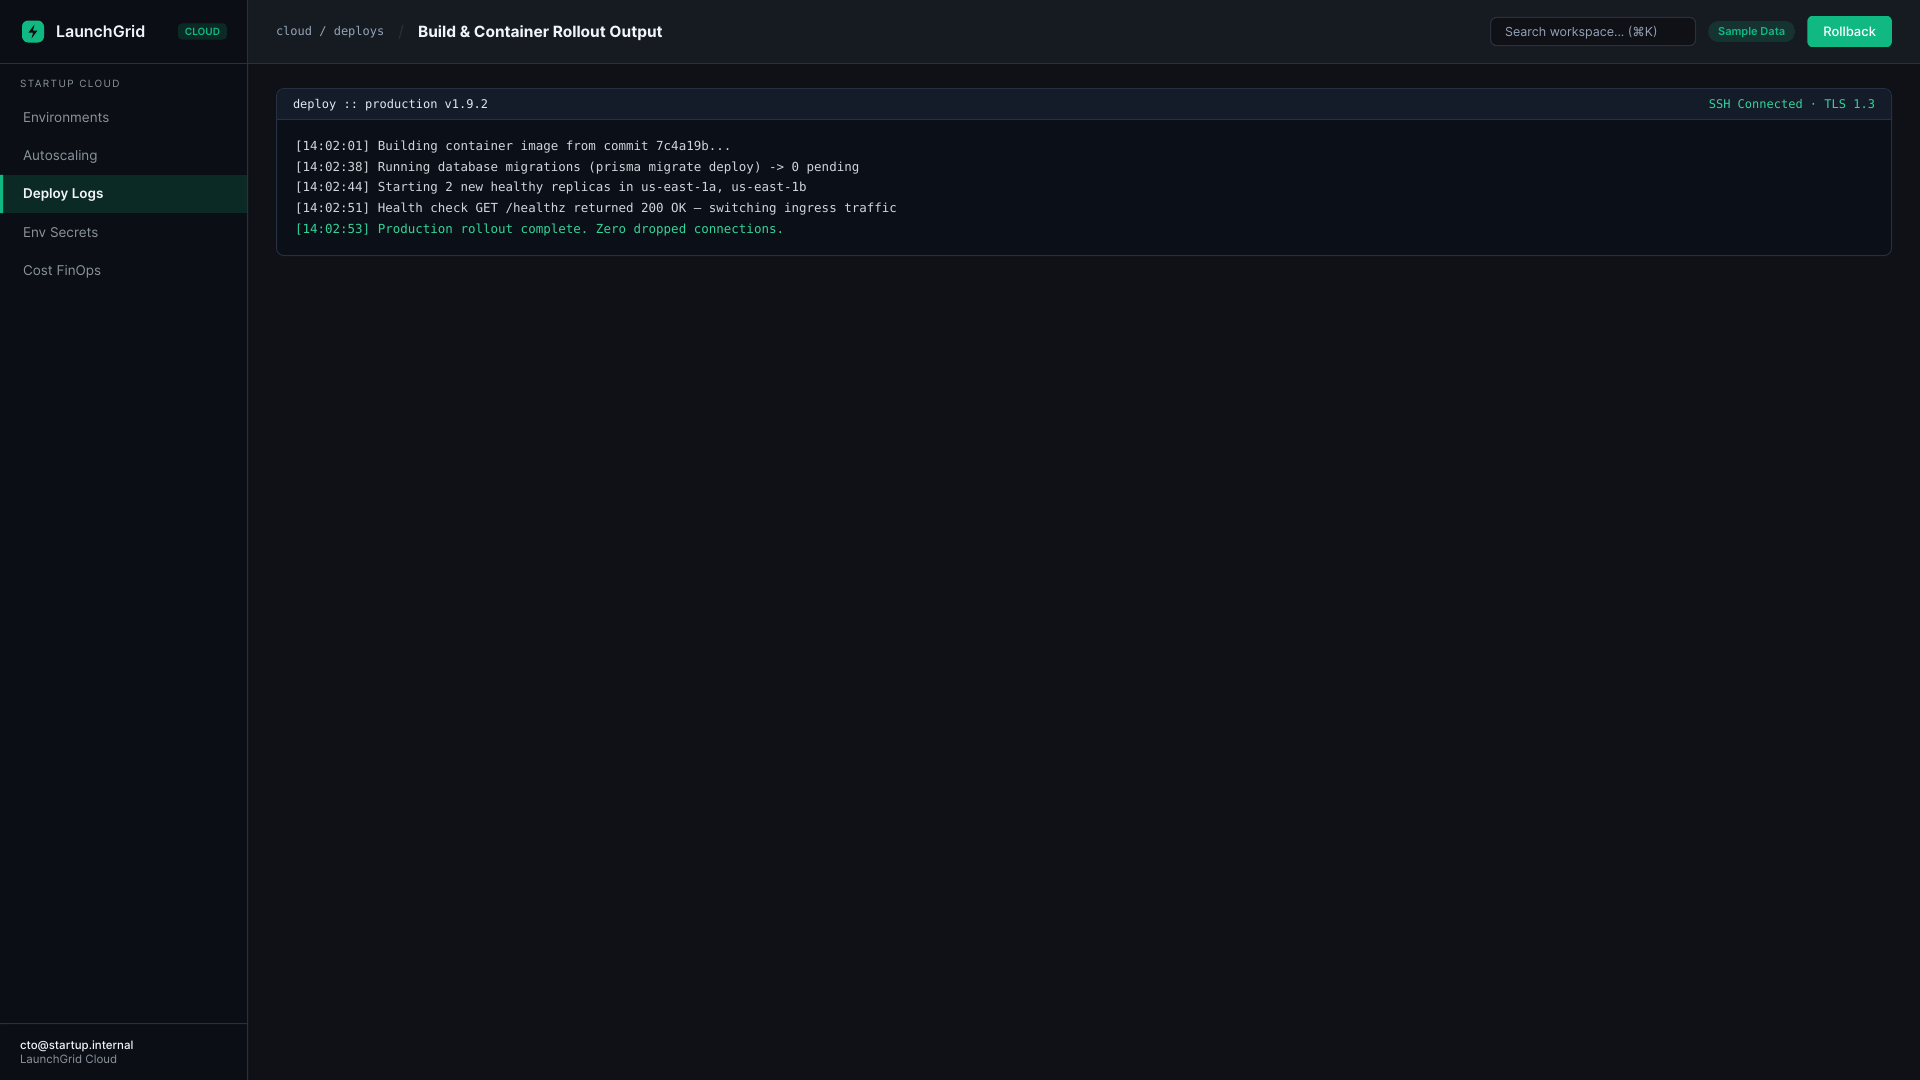 LaunchGrid
CLOUD
STARTUP CLOUD
Environments
Autoscaling
Deploy Logs
Env Secrets
Cost FinOps
cto@startup.internal
LaunchGrid Cloud
cloud / deploys / Build & Container Rollout Output
Search workspace... (⌘K)
Sample Data
Rollback
deploy :: production v1.9.2
SSH Connected · TLS 1.3
[14:02:01] Building container image from commit 7c4a19b...
[14:02:38] Running database migrations (prisma migrate deploy) -> 0 pending
[14:02:44] Starting 2 new healthy replicas in us-east-1a, us-east-1b
[14:02:51] Health check GET /healthz returned 200 OK — switching ingress traffic
[14:02:53] Production rollout complete. Zero dropped connections.